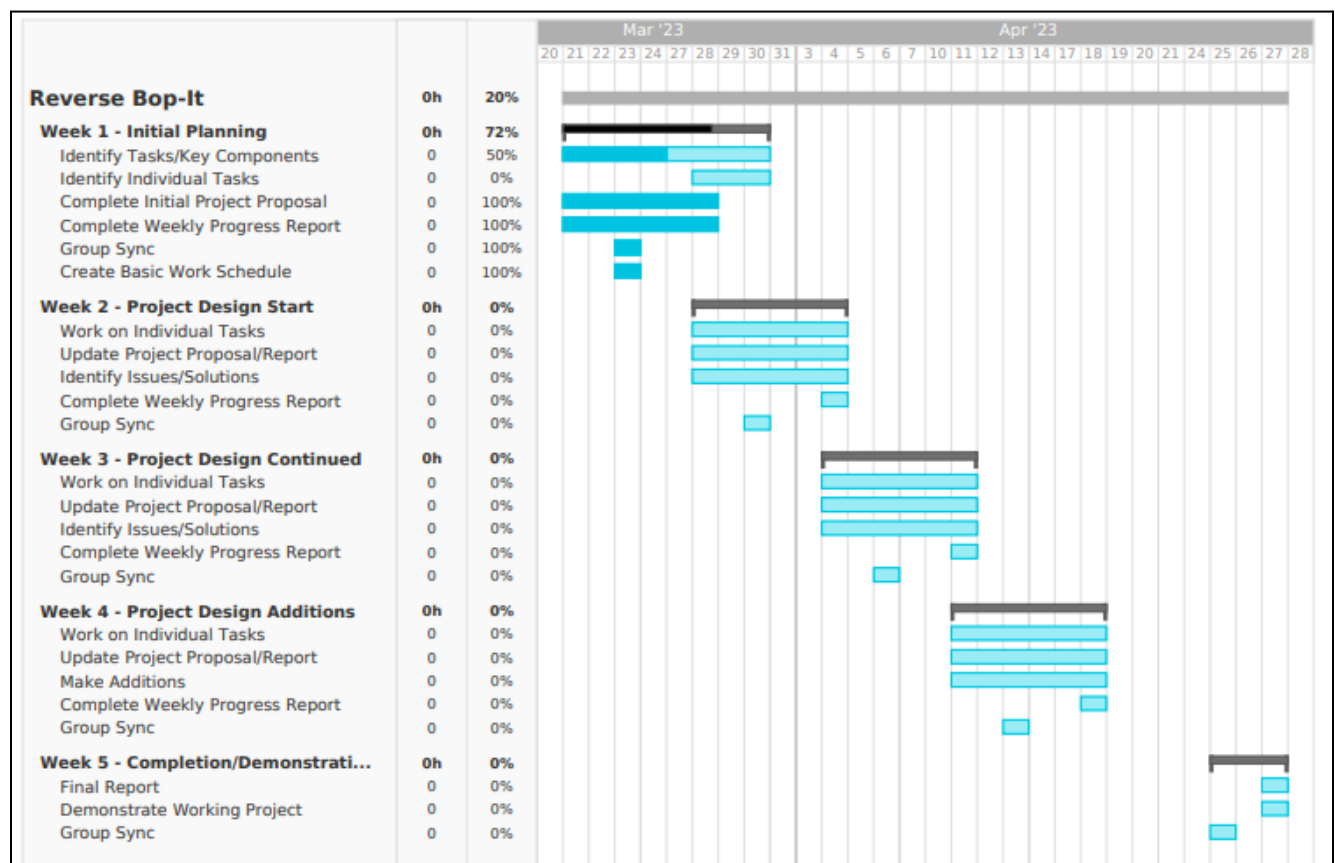 Mar '23 Apr '23
20 21 22 23 24 27 28 29 30 31 3 4 5 6 7 10 11 12 13 14 17 18 19 20 21 24 25 26 27 28
Reverse Bop-It 0h 20%
Week 1 - Initial Planning 0h 72%
Identify Tasks/Key Components 0 50%
Identify Individual Tasks 0 0%
Complete Initial Project Proposal 0 100%
Complete Weekly Progress Report 0 100%
Group Sync 0 100%
Create Basic Work Schedule 0 100%
Week 2 - Project Design Start 0h 0%
Work on Individual Tasks 0 0%
Update Project Proposal/Report 0 0%
Identify Issues/Solutions 0 0%
Complete Weekly Progress Report 0 0%
Group Sync 0 0%
Week 3 - Project Design Continued 0h 0%
Work on Individual Tasks 0 0%
Update Project Proposal/Report 0 0%
Identify Issues/Solutions 0 0%
Complete Weekly Progress Report 0 0%
Group Sync 0 0%
Week 4 - Project Design Additions 0h 0%
Work on Individual Tasks 0 0%
Update Project Proposal/Report 0 0%
Make Additions 0 0%
Complete Weekly Progress Report 0 0%
Group Sync 0 0%
Week 5 - Completion/Demonstrati... 0h 0%
Final Report 0 0%
Demonstrate Working Project 0 0%
Group Sync 0 0%